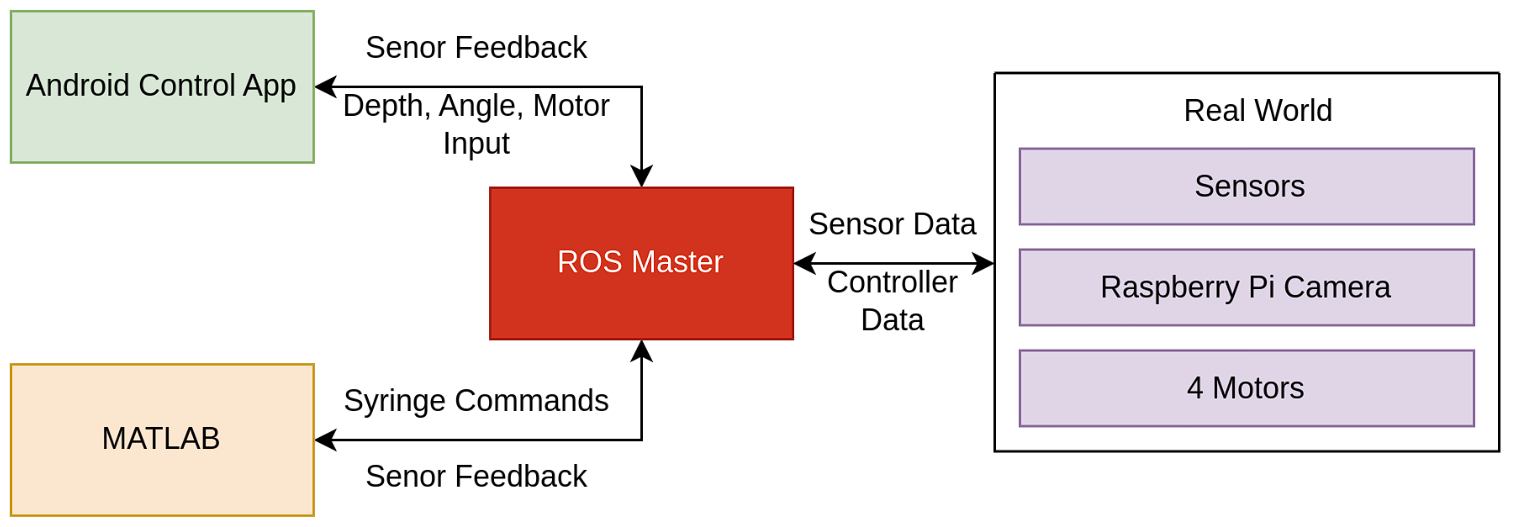 Android Control App
Senor Feedback
Depth, Angle, Motor
Input
ROS Master
MATLAB
Syringe Commands
Senor Feedback
Sensor Data
Controller
Data
Real World
Sensors
Raspberry Pi Camera
4 Motors